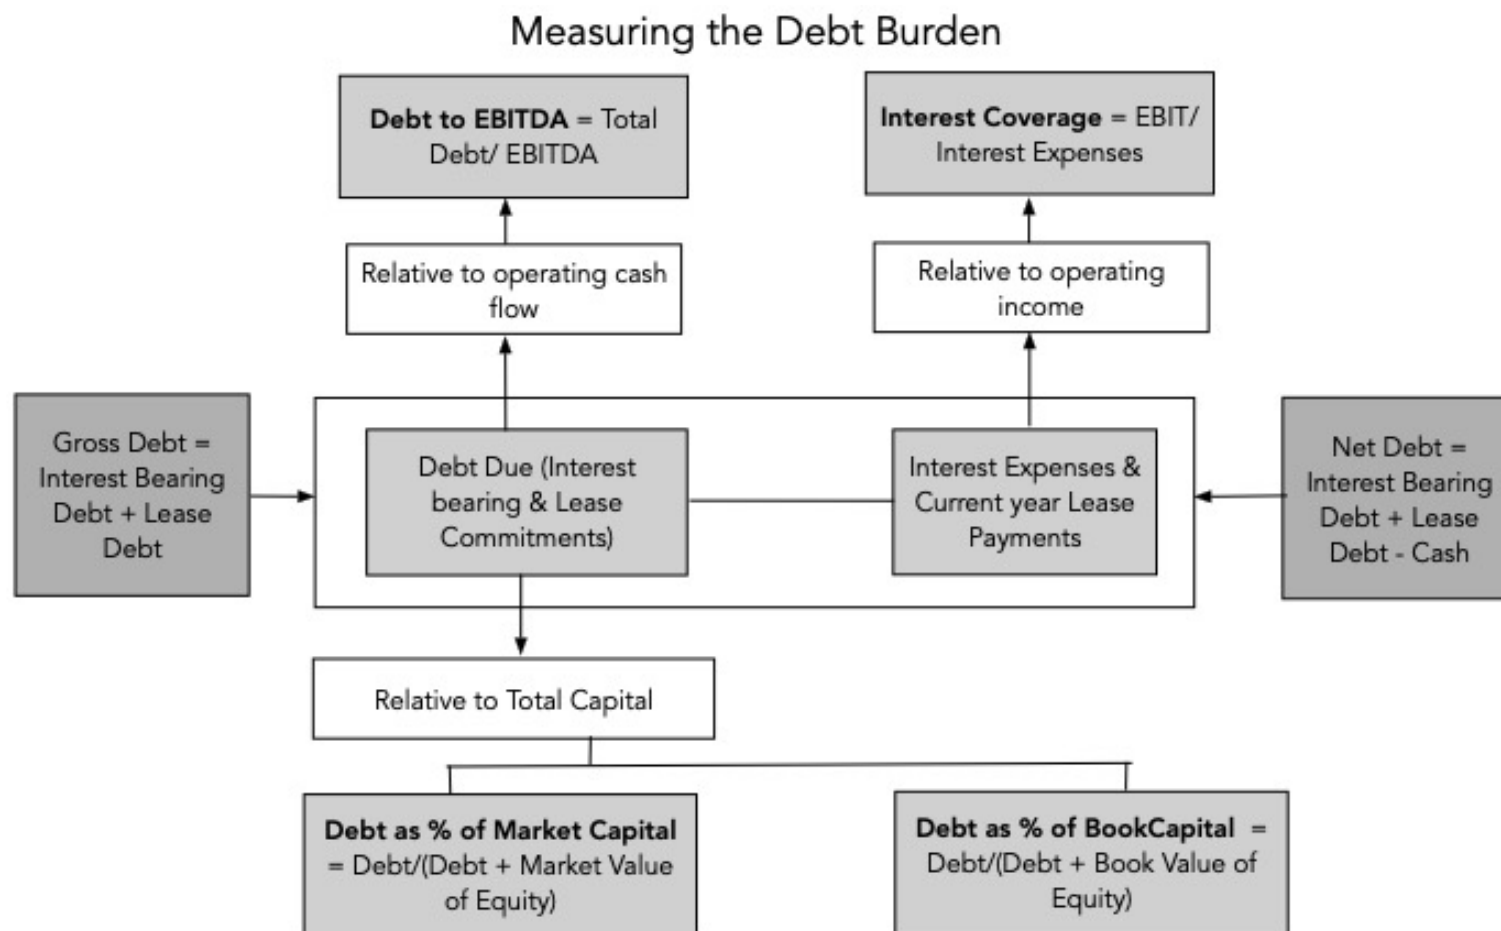 Measuring the Debt Burden
Debt to EBITDA = Total
Debt/ EBITDA
Interest Coverage = EBIT/
Interest Expenses
Relative to operating cash
flow
Relative to operating
income
Gross Debt =
Interest Bearing
Debt + Lease
Debt
Debt Due (Interest
bearing & Lease
Commitments)
Interest Expenses &
Current year Lease
Payments
Net Debt =
Interest Bearing
Debt + Lease
Debt - Cash
Relative to Total Capital
Debt as % of Market Capital
= Debt/(Debt + Market Value
of Equity)
Debt as % of BookCapital =
Debt/(Debt + Book Value of
Equity)